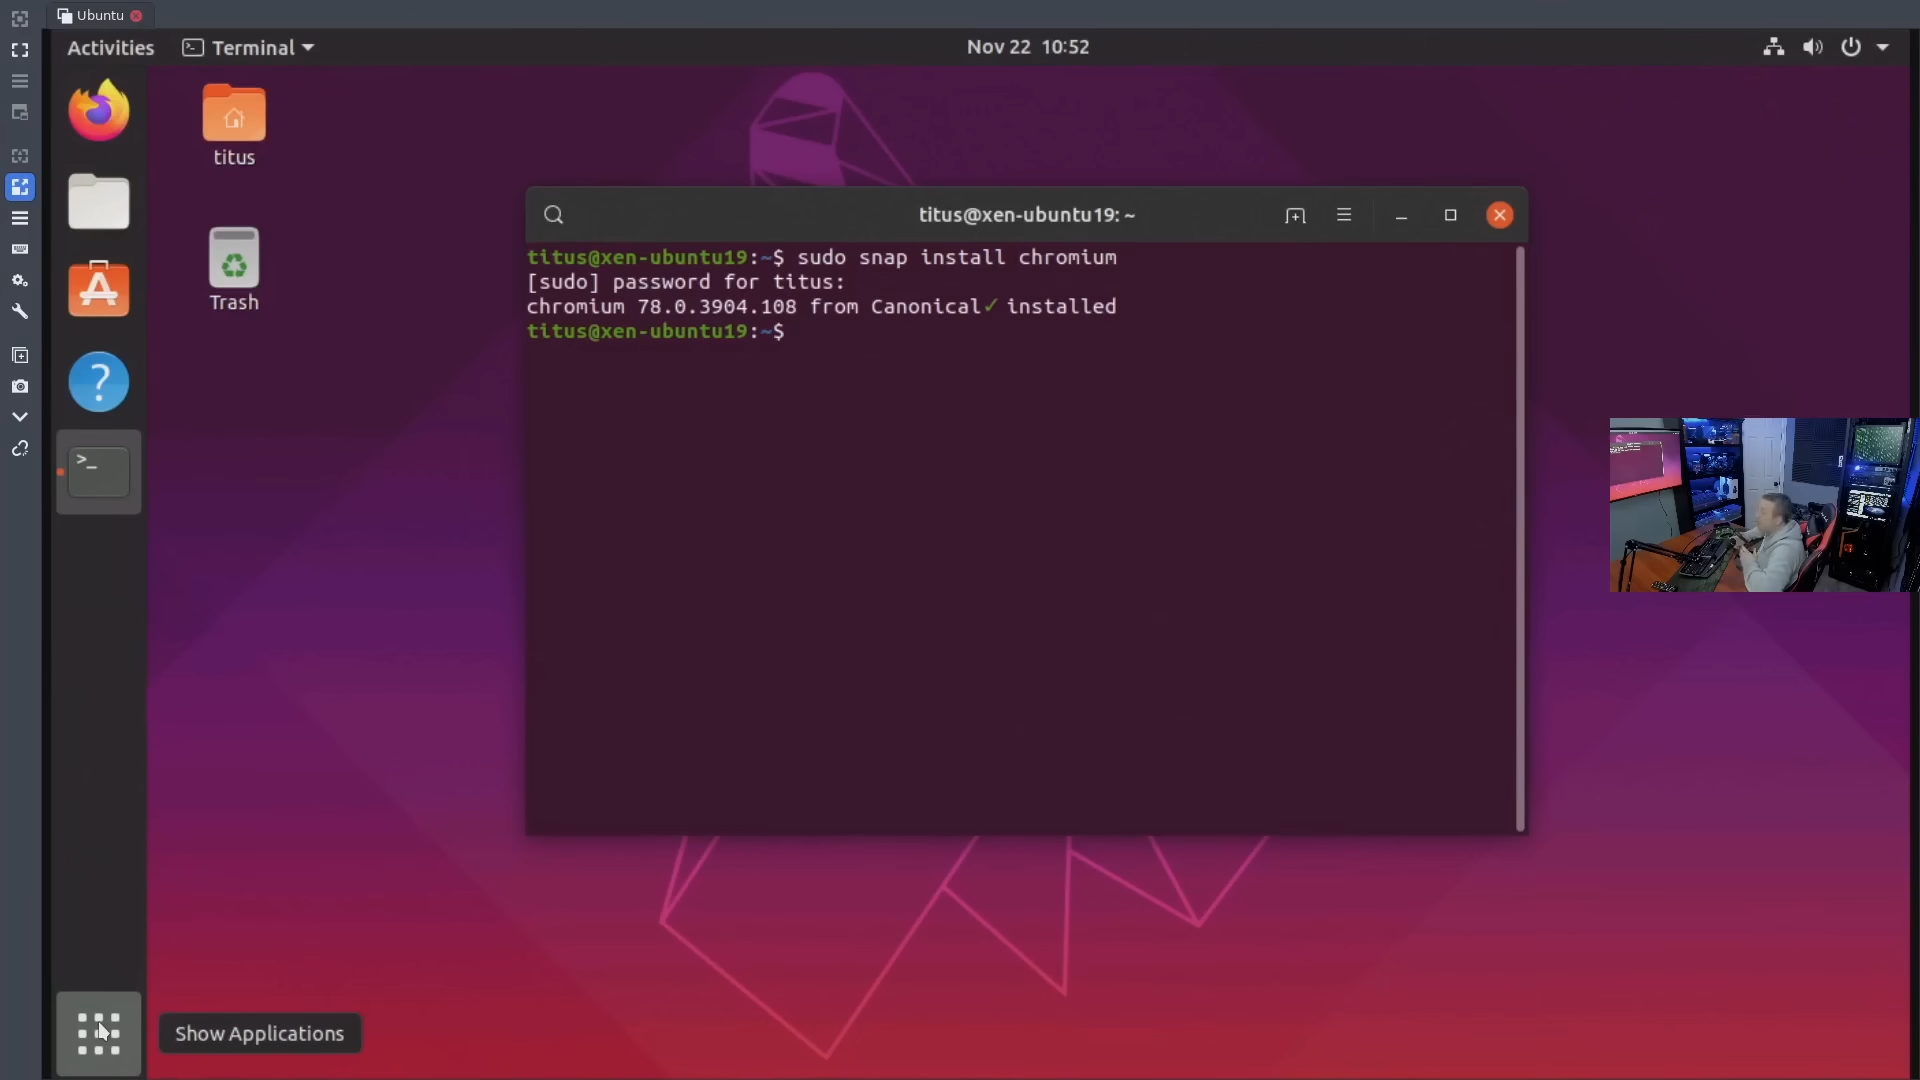 Ubuntu
Activities
Terminal
Nov 22 10:52
titus
Trash
titus@xen-ubuntu19: ~
titus@xen-ubuntu19:~$ sudo snap install chromium
[sudo] password for titus:
chromium 78.0.3904.108 from Canonical✓ installed
titus@xen-ubuntu19:~$
Show Applications